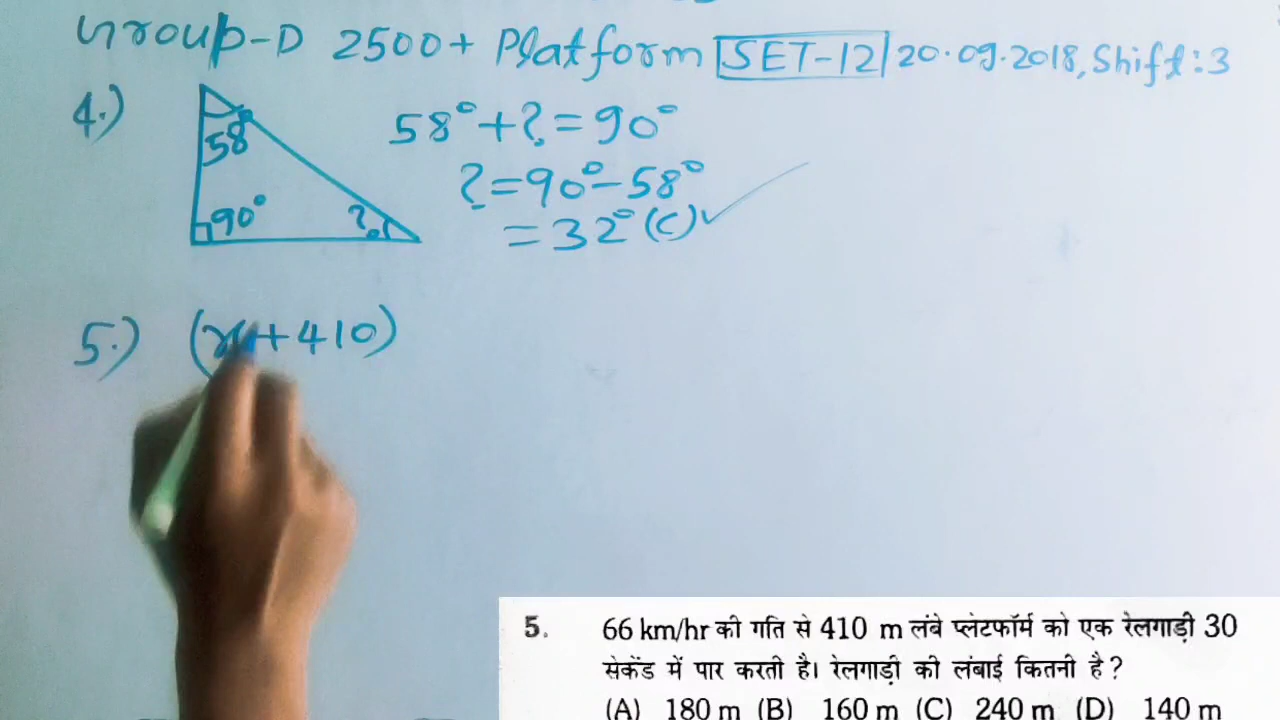 Group-D 2500+ Platform SET-12 20.09.2018, Shift:3
4.) 58 90° ?
58° + ? = 90°
? = 90° - 58°
= 32° (C) ✓
5.) (x+410)
5. 66 km/hr की गति से 410 m लंबे प्लेटफॉर्म को एक रेलगाड़ी 30
सेकेंड में पार करती है। रेलगाड़ी की लंबाई कितनी है ?
(A) 180 m (B) 160 m (C) 240 m (D) 140 m